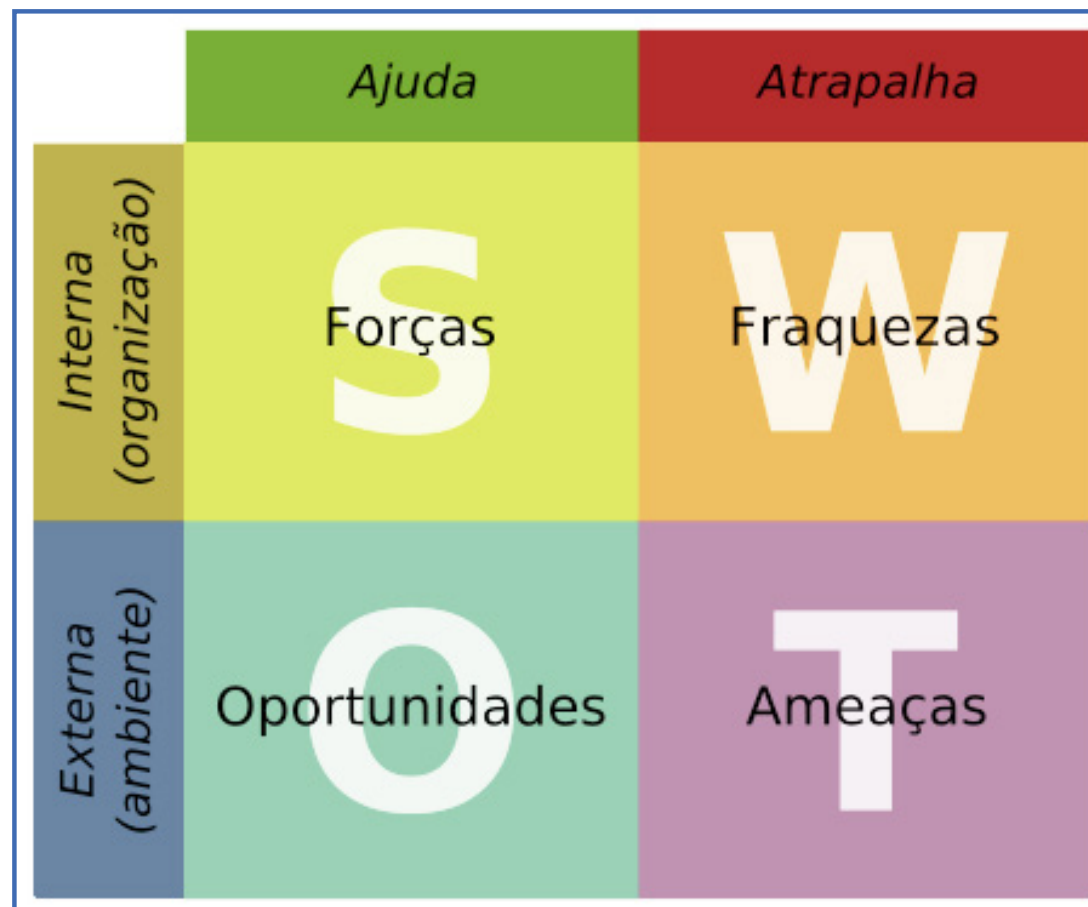 Ajuda
Atrapalha
Interna
(organização)
S
Forças
W
Fraquezas
Externa
(ambiente)
O
Oportunidades
T
Ameaças